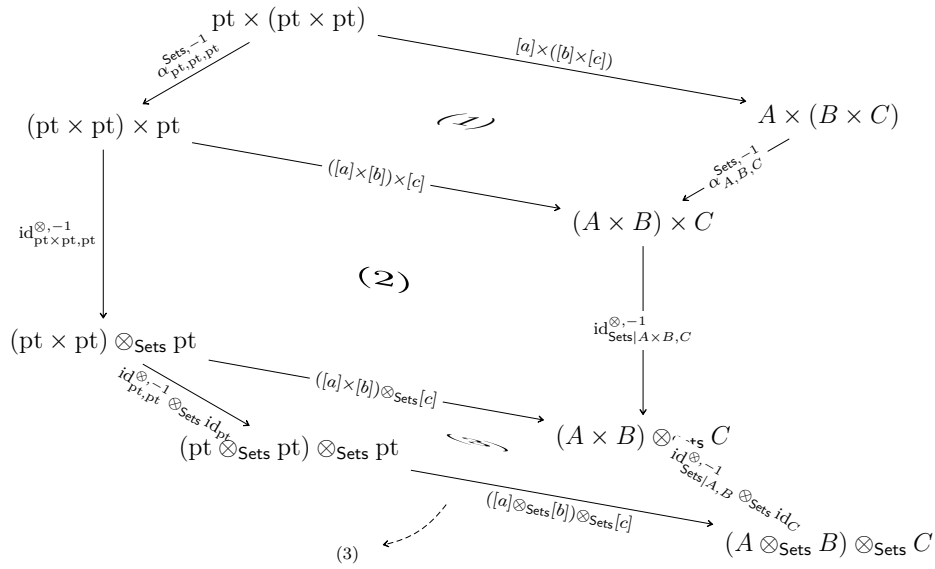 pt × (pt × pt)
α^{Sets,−1}_{pt,pt,pt}
[a]×([b]×[c])
(pt × pt) × pt
(1)
A × (B × C)
([a]×[b])×[c]
α^{Sets,−1}_{A,B,C}
(A × B) × C
id^{⊗,−1}_{pt×pt,pt}
(2)
id^{⊗,−1}_{Sets|A×B,C}
(pt × pt) ⊗_{Sets} pt
id^{⊗,−1}_{pt,pt} ⊗_{Sets} id_{pt}
([a]×[b])⊗_{Sets}[c]
(A × B) ⊗_{Sets} C
(pt ⊗_{Sets} pt) ⊗_{Sets} pt
id^{⊗,−1}_{Sets|A,B} ⊗_{Sets} id_C
([a]⊗_{Sets}[b])⊗_{Sets}[c]
(3)
(A ⊗_{Sets} B) ⊗_{Sets} C